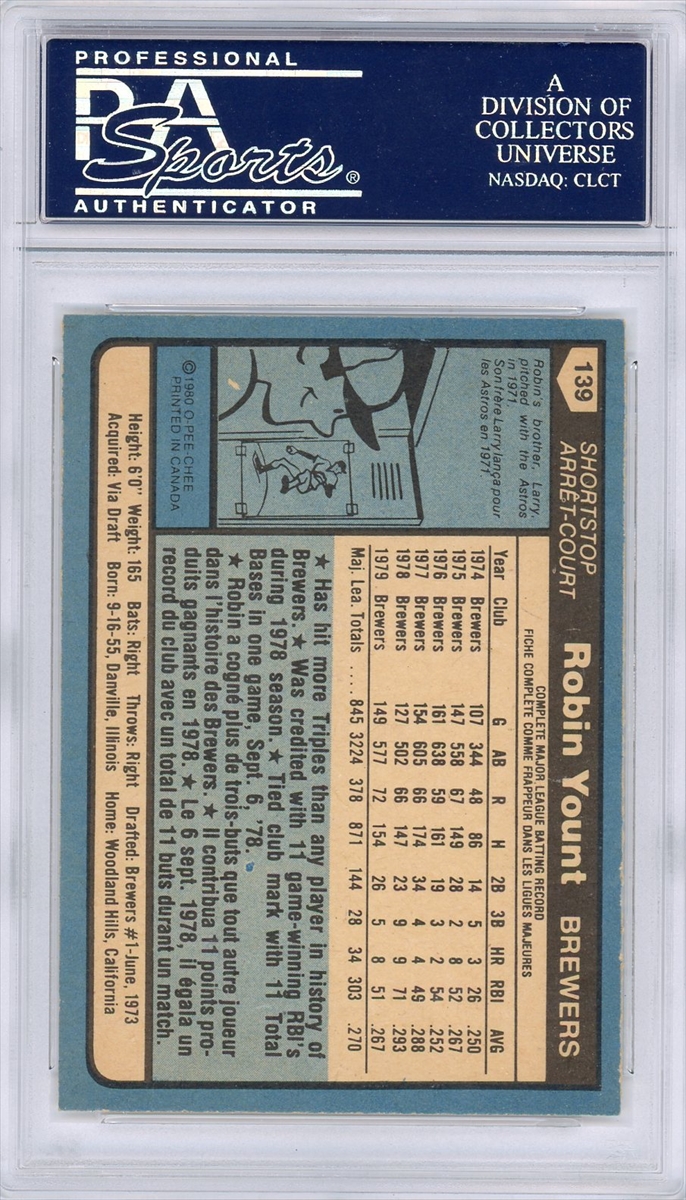 PROFESSIONAL
PSA
Sports®
AUTHENTICATOR
A
DIVISION OF
COLLECTORS
UNIVERSE
NASDAQ: CLCT
139
SHORTSTOP
ARRÊT-COURT
Robin Yount BREWERS
Robin's brother, Larry,
pitched with the Astros
in 1971.
Son frère Larry lança pour
les Astros en 1971
©1980 O-PEE-CHEE
PRINTED IN CANADA
COMPLETE MAJOR LEAGUE BATTING RECORD
FICHE COMPLÈTE COMME FRAPPEUR DANS LES LIGUES MAJEURES
Year Club G AB R H 2B 3B HR RBI AVG
1974 Brewers 107 344 48 86 14 5 3 26 .250
1975 Brewers 147 558 67 149 28 2 8 52 .267
1976 Brewers 161 638 59 161 19 3 2 54 .252
1977 Brewers 154 605 66 174 34 4 4 49 .288
1978 Brewers 127 502 66 147 23 9 9 71 .293
1979 Brewers 149 577 72 154 26 5 8 51 .267
Maj. Lea. Totals .... 845 3224 378 871 144 28 34 303 .270
★ Has hit more Triples than any player in history of
Brewers. ★ Was credited with 11 game-winning RBI's
during 1978 season. ★ Tied club mark with 11 Total
Bases in one game, Sept. 6, '78.
★ Robin a cogné plus de trois-buts que tout autre joueur
dans l'histoire des Brewers. ★ Il contribua 11 points pro-
duits gagnants en 1978. ★ Le 6 sept. 1978, il égala un
record du club avec un total de 11 buts durant un match.
Height: 6'0" Weight: 165 Bats: Right Throws: Right Drafted: Brewers #1-June, 1973
Acquired: Via Draft Born: 9-16-55, Danville, Illinois Home: Woodland Hills, California